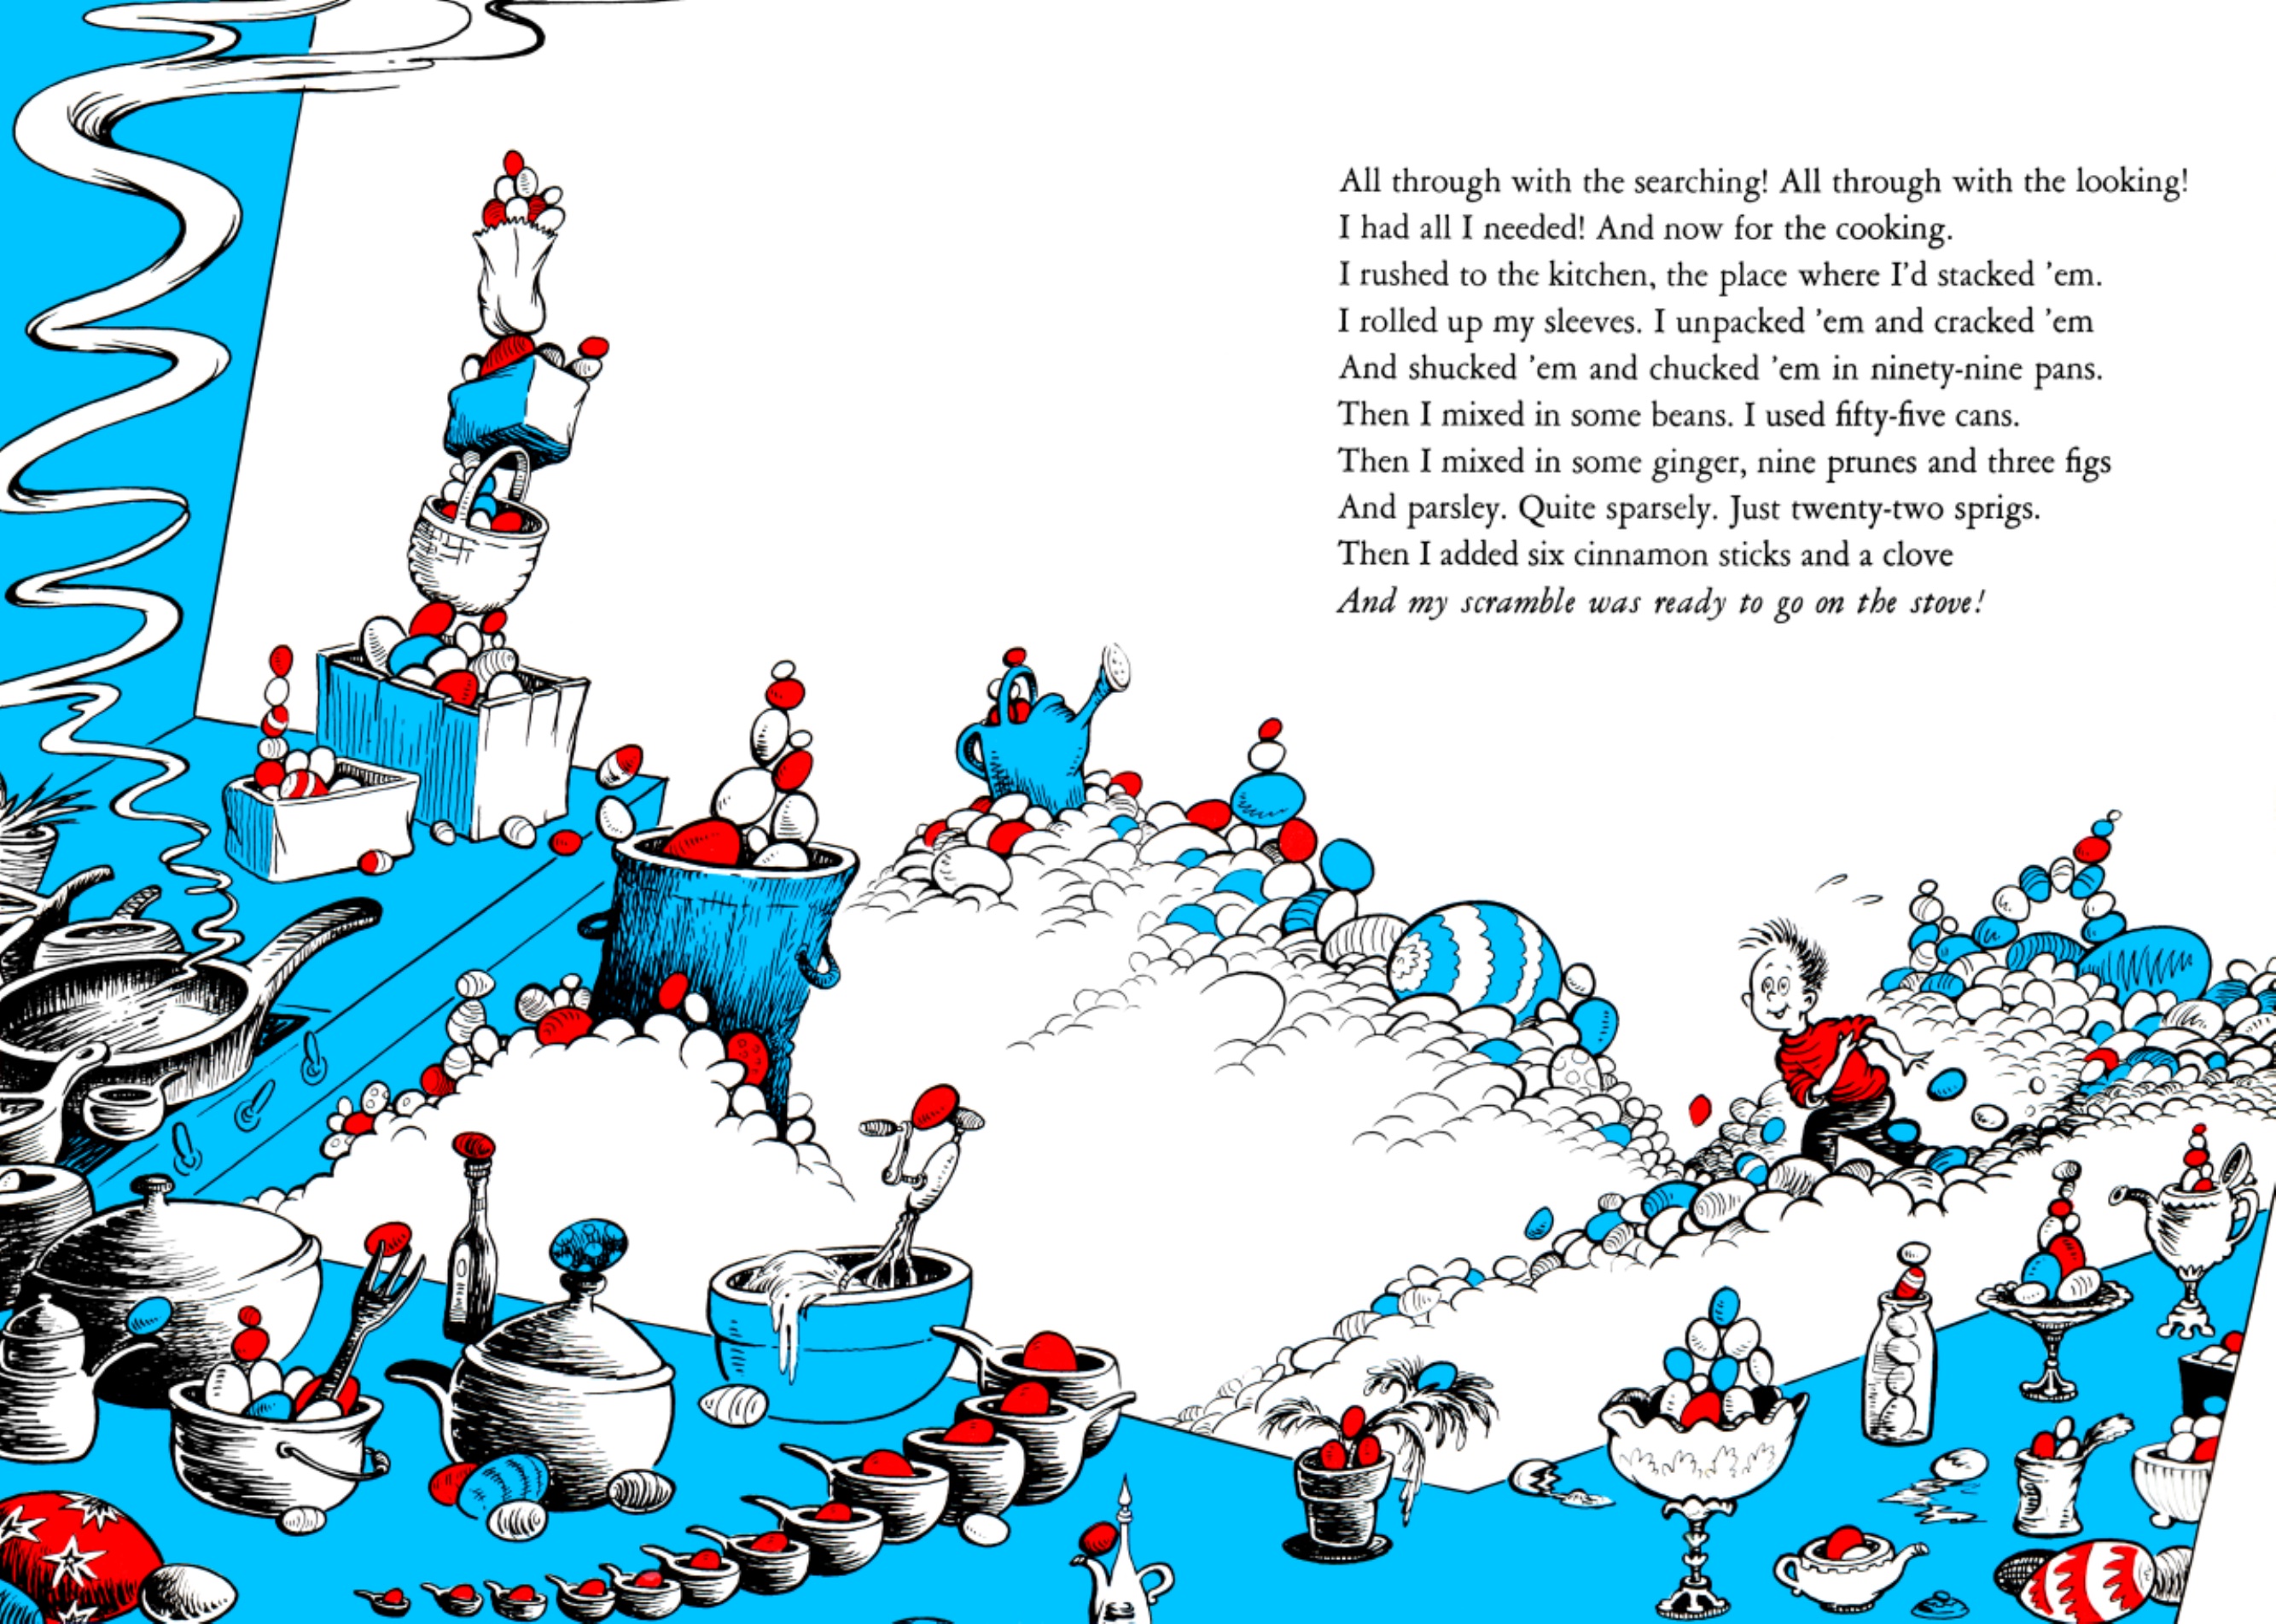 All through with the searching! All through with the looking!
I had all I needed! And now for the cooking.
I rushed to the kitchen, the place where I’d stacked ’em.
I rolled up my sleeves. I unpacked ’em and cracked ’em
And shucked ’em and chucked ’em in ninety-nine pans.
Then I mixed in some beans. I used fifty-five cans.
Then I mixed in some ginger, nine prunes and three figs
And parsley. Quite sparsely. Just twenty-two sprigs.
Then I added six cinnamon sticks and a clove
And my scramble was ready to go on the stove!